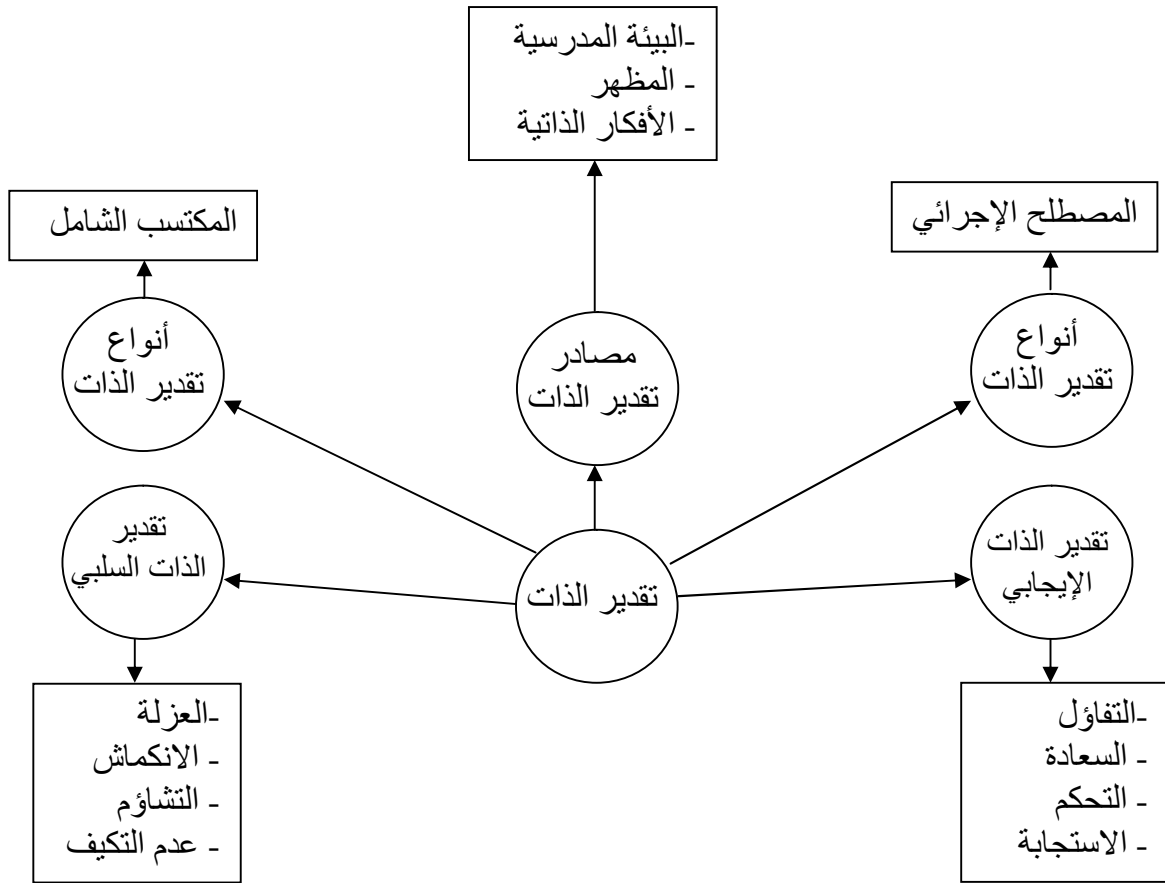 -البيئة المدرسية
- المظهر
- الأفكار الذاتية
المصطلح الإجرائي
المكتسب الشامل
أنواع
تقدير الذات
مصادر
تقدير الذات
أنواع
تقدير الذات
تقدير الذات
الإيجابي
تقدير الذات
تقدير
الذات السلبي
-التفاؤل
- السعادة
- التحكم
- الاستجابة
-العزلة
- الانكماش
- التشاؤم
- عدم التكيف